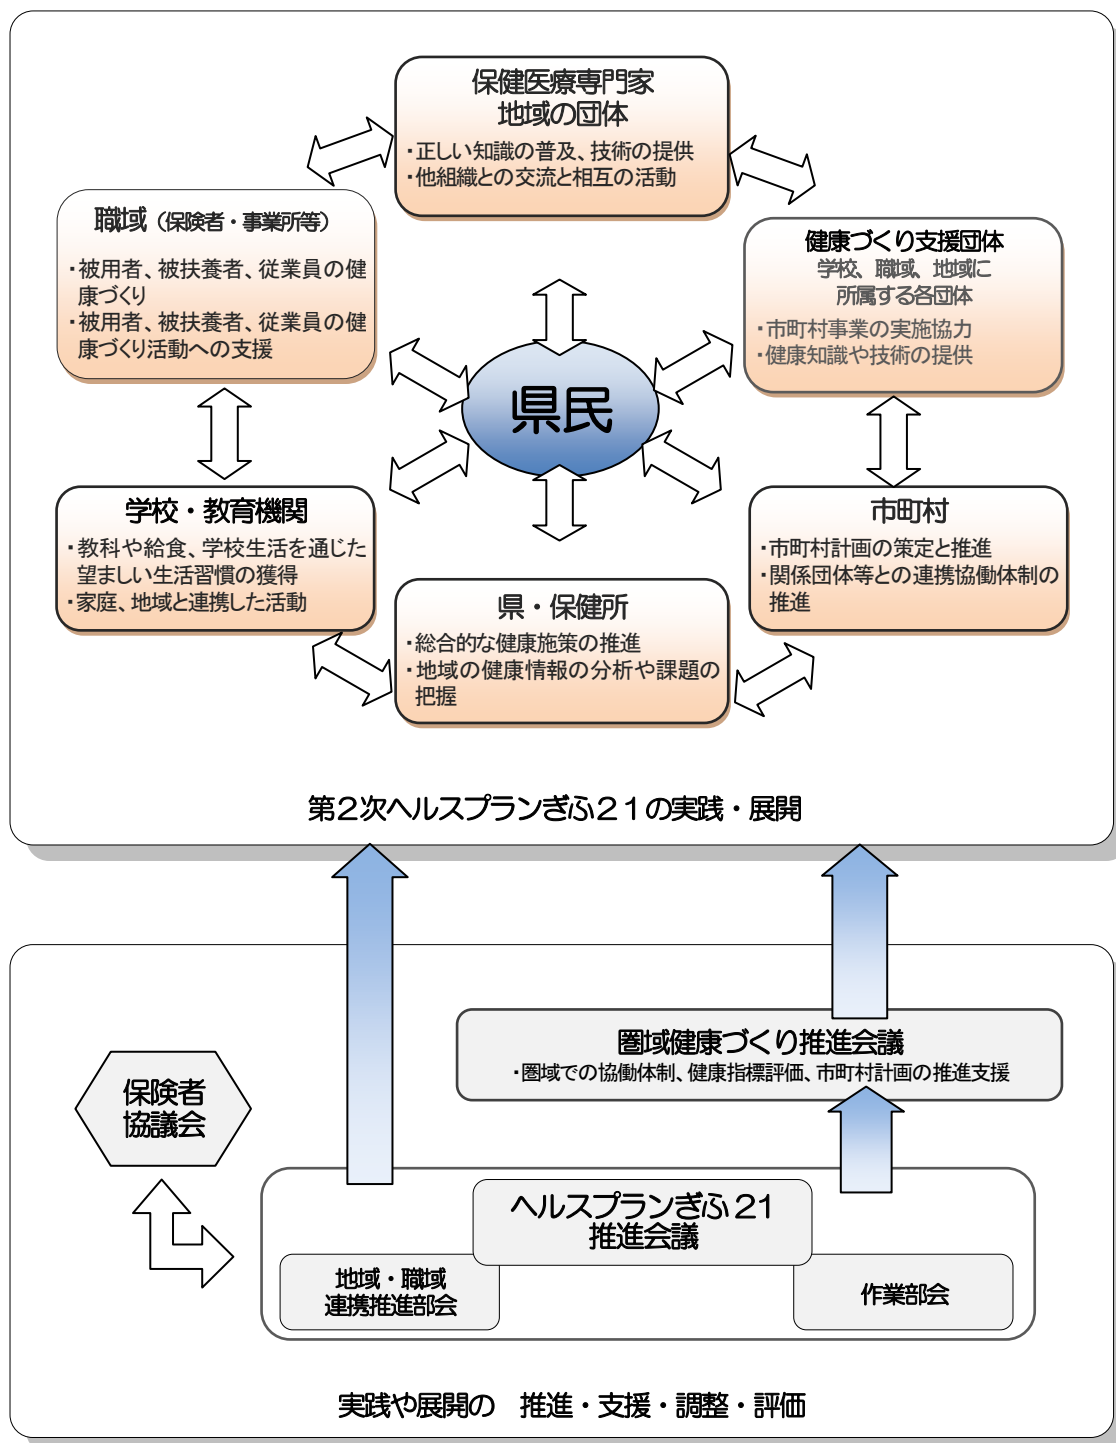 保健医療専門家
地域の団体
・正しい知識の普及、技術の提供
・他組織との交流と相互の活動
職域（保険者・事業所等）
・被用者、被扶養者、従業員の健
康づくり
・被用者、被扶養者、従業員の健
康づくり活動への支援
健康づくり支援団体
学校、職域、地域に
所属する各団体
・市町村事業の実施協力
・健康知識や技術の提供
県民
学校・教育機関
・教科や給食、学校生活を通じた
望ましい生活習慣の獲得
・家庭、地域と連携した活動
市町村
・市町村計画の策定と推進
・関係団体等との連携協働体制の
推進
県・保健所
・総合的な健康施策の推進
・地域の健康情報の分析や課題の
把握
第２次ヘルスプランぎふ２１の実践・展開
圏域健康づくり推進会議
・圏域での協働体制、健康指標評価、市町村計画の推進支援
保険者
協議会
ヘルスプランぎふ 21
推進会議
地域・職域
連携推進部会
作業部会
実践や展開の　推進・支援・調整・評価